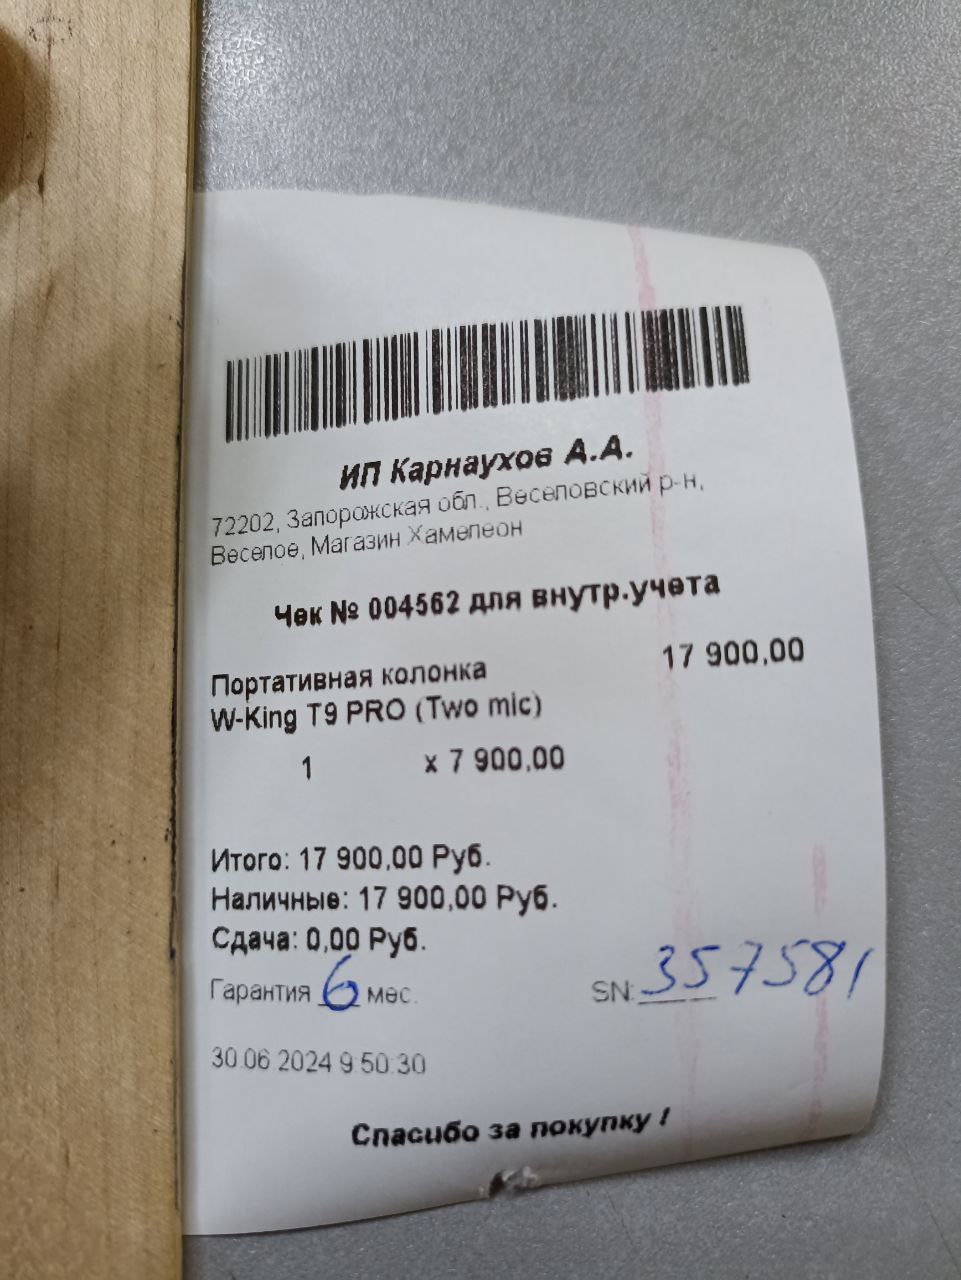 ИП Карнаухов А.А.
72202, Запорожская обл., Веселовский р-н,
Веселое, Магазин Хамелеон
Чек № 004562 для внутр.учета
Портативная колонка 17 900,00
W-King T9 PRO (Two mic)
1 x 7 900,00
Итого: 17 900,00 Руб.
Наличные: 17 900,00 Руб.
Сдача: 0,00 Руб.
Гарантия 6 мес. SN: 357581
30.06.2024 9:50:30
Спасибо за покупку !